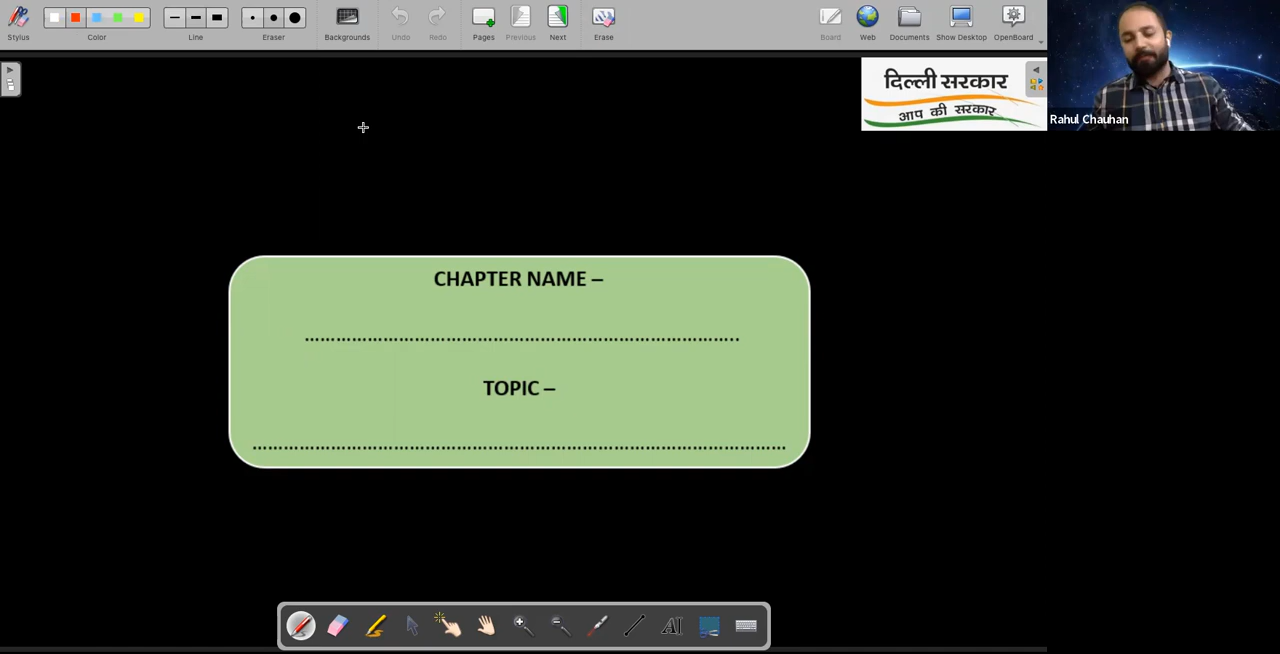 Stylus
Color
Line
Eraser
Backgrounds
Undo
Redo
Pages
Previous
Next
Erase
Board
Web
Documents
Show Desktop
OpenBoard
दिल्ली सरकार
आप की सरकार
Rahul Chauhan
CHAPTER NAME –
TOPIC –
AI